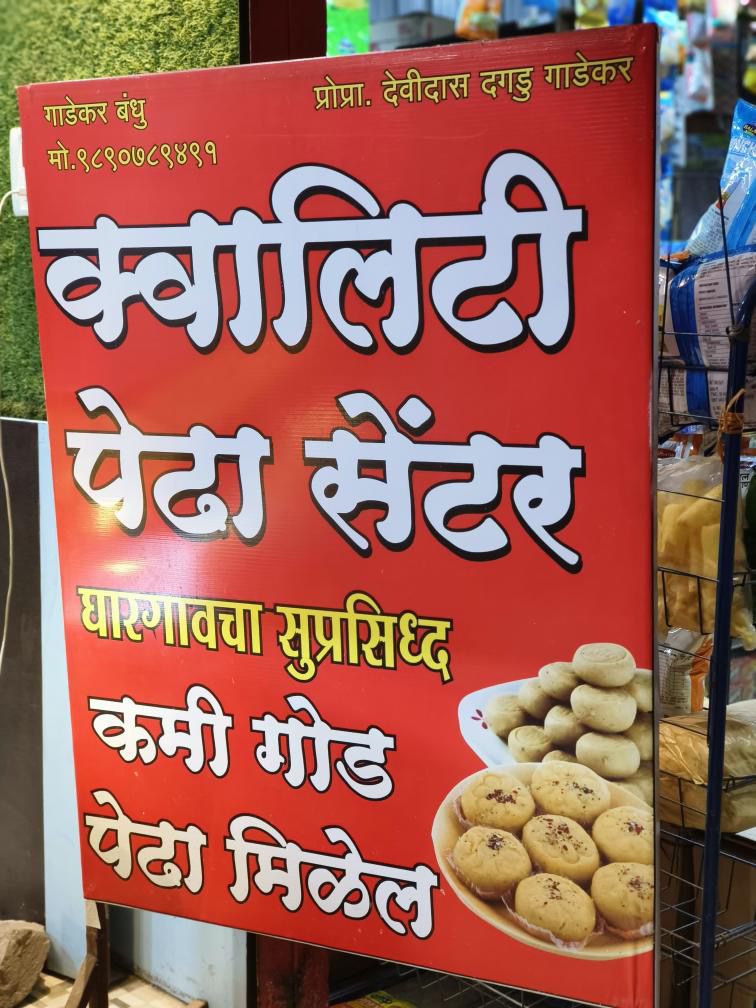 गाडेकर बंधु
प्रोप्रा. देवीदास दगडु गाडेकर
मो.९८९०७८९४९१
क्वालिटी
पेढा सेंटर
घारगावचा सुप्रसिध्द
कमी गोड
पेढा मिळेल